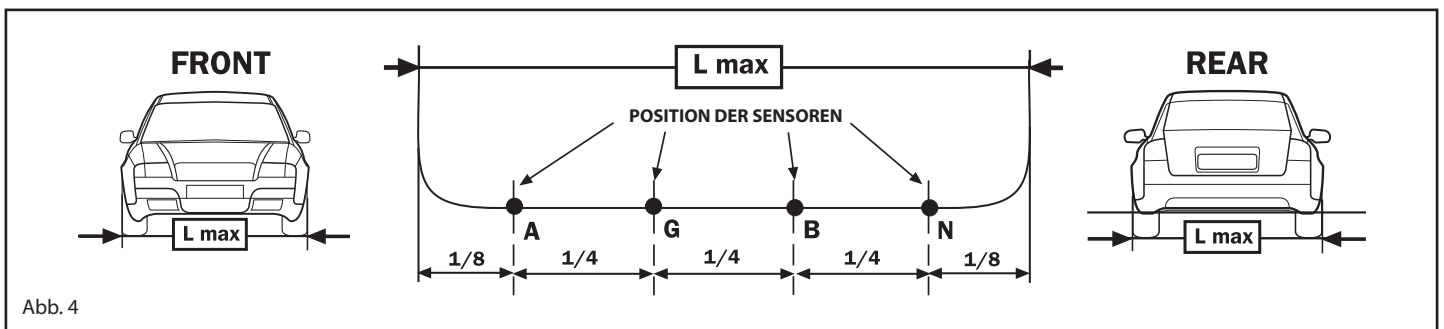 FRONT
L max
REAR
POSITION DER SENSOREN
A
G
B
N
L max
L max
1/8
1/4
1/4
1/4
1/8
Abb. 4